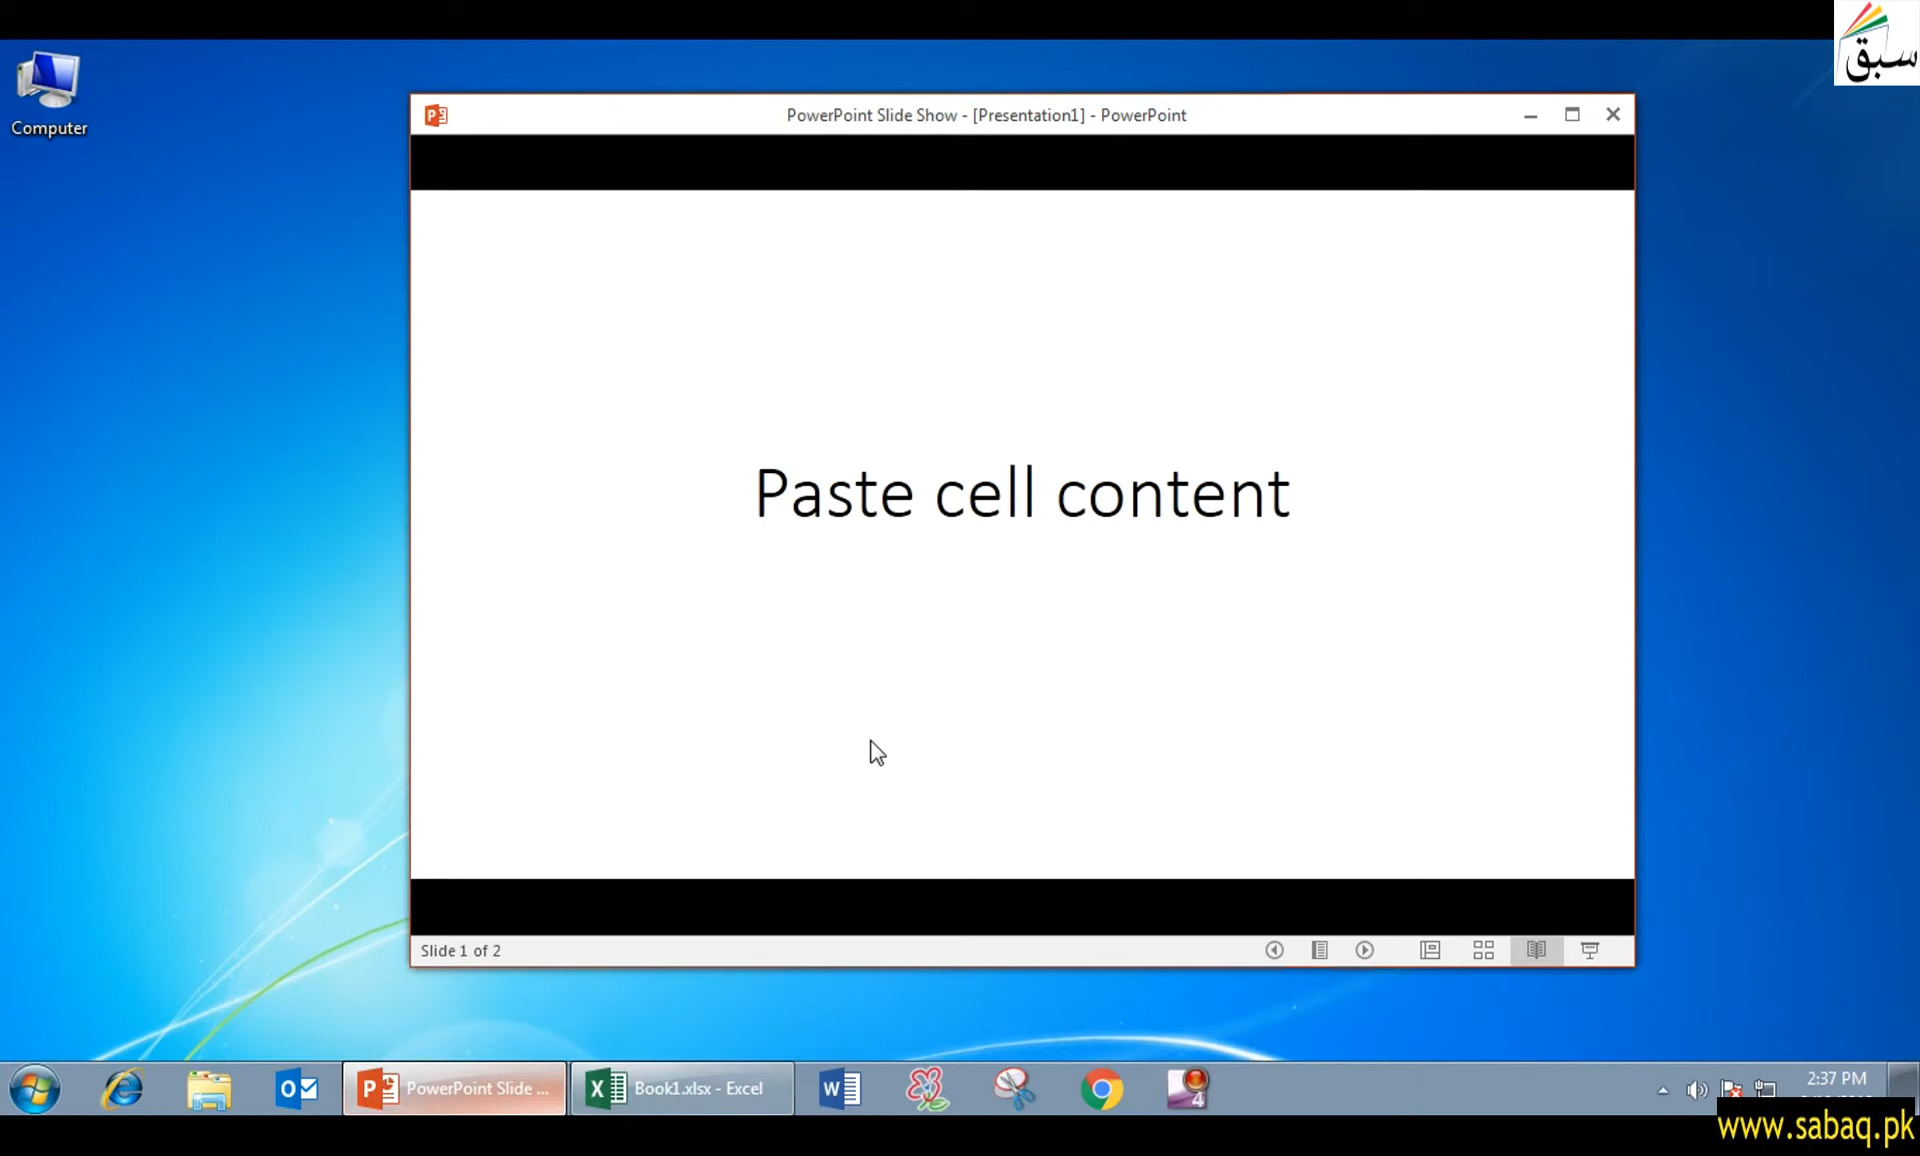 سبق
Computer
PowerPoint Slide Show - [Presentation1] - PowerPoint
Paste cell content
Slide 1 of 2
PowerPoint Slide ...
Book1.xlsx - Excel
2:37 PM
www.sabaq.pk